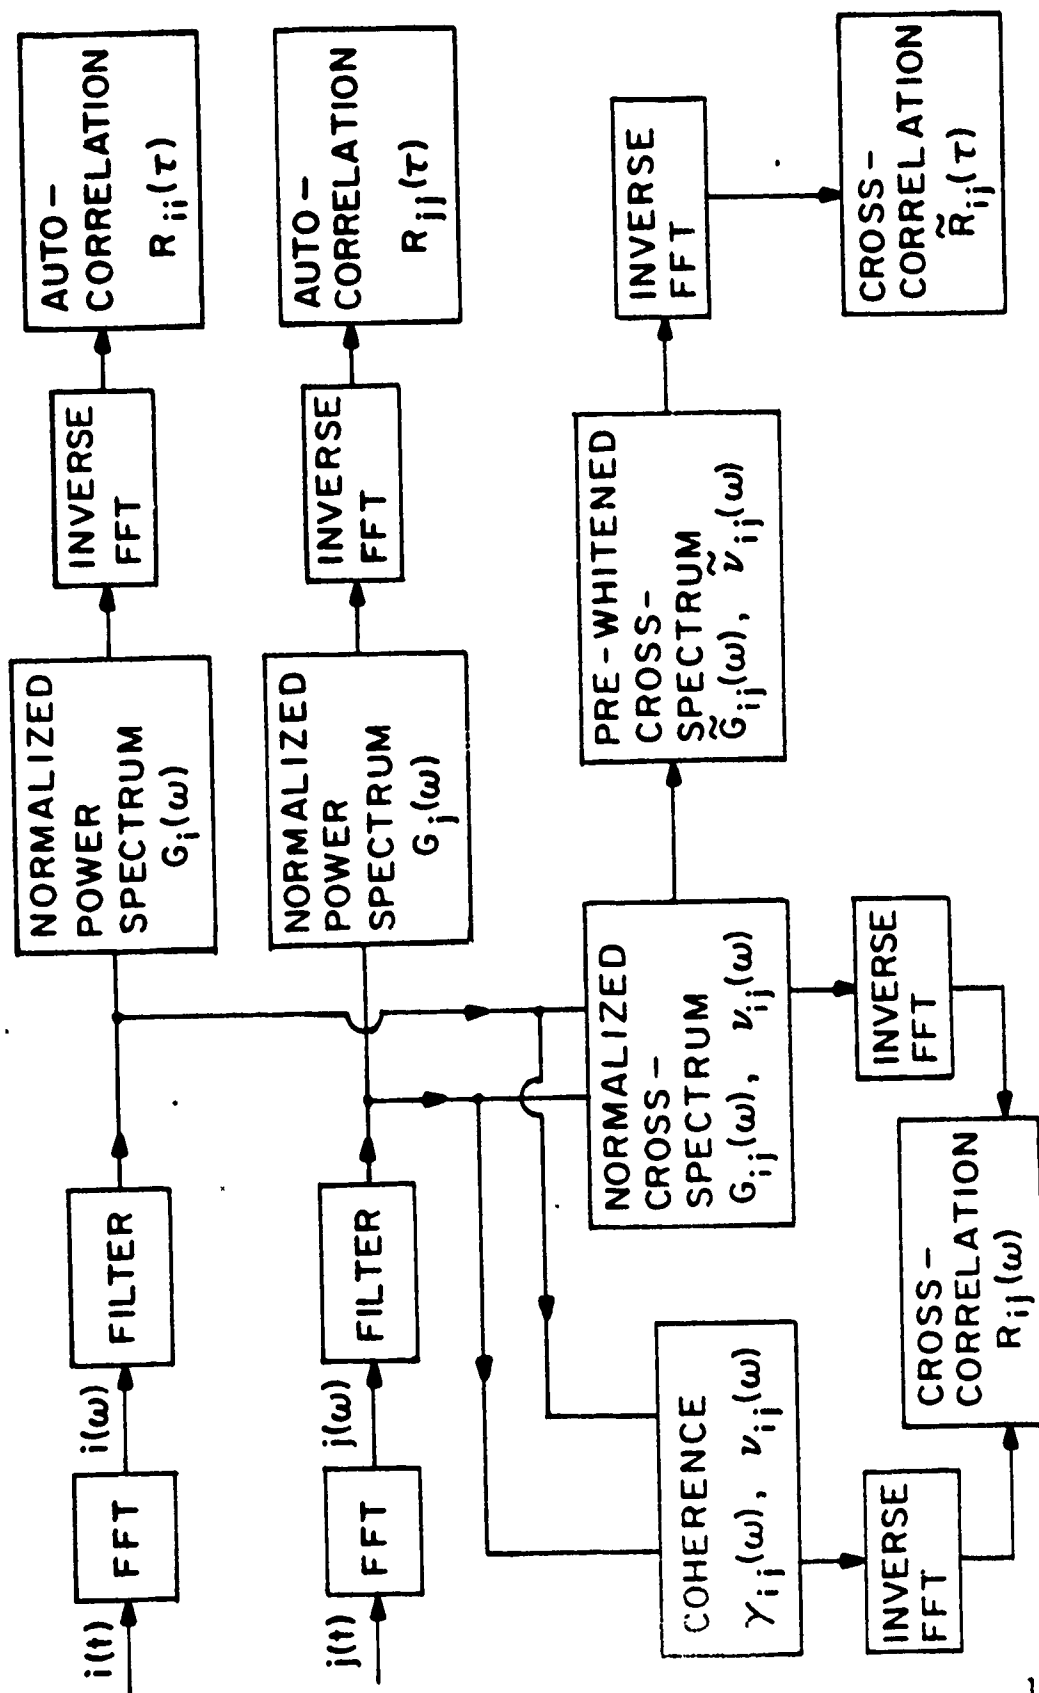 i(t)
FFT
i(ω)
FILTER
NORMALIZED
POWER
SPECTRUM
G_i(ω)
INVERSE
FFT
AUTO-
CORRELATION
R_ii(τ)
j(t)
FFT
j(ω)
FILTER
NORMALIZED
POWER
SPECTRUM
G_j(ω)
INVERSE
FFT
AUTO-
CORRELATION
R_jj(τ)
COHERENCE
γ_ij(ω), ν_ij(ω)
NORMALIZED
CROSS-
SPECTRUM
G_ij(ω), ν_ij(ω)
PRE-WHITENED
CROSS-
SPECTRUM
G̃_ij(ω), ν̃_ij(ω)
INVERSE
FFT
INVERSE
FFT
CROSS-
CORRELATION
R_ij(ω)
INVERSE
FFT
CROSS-
CORRELATION
R̃_ij(τ)